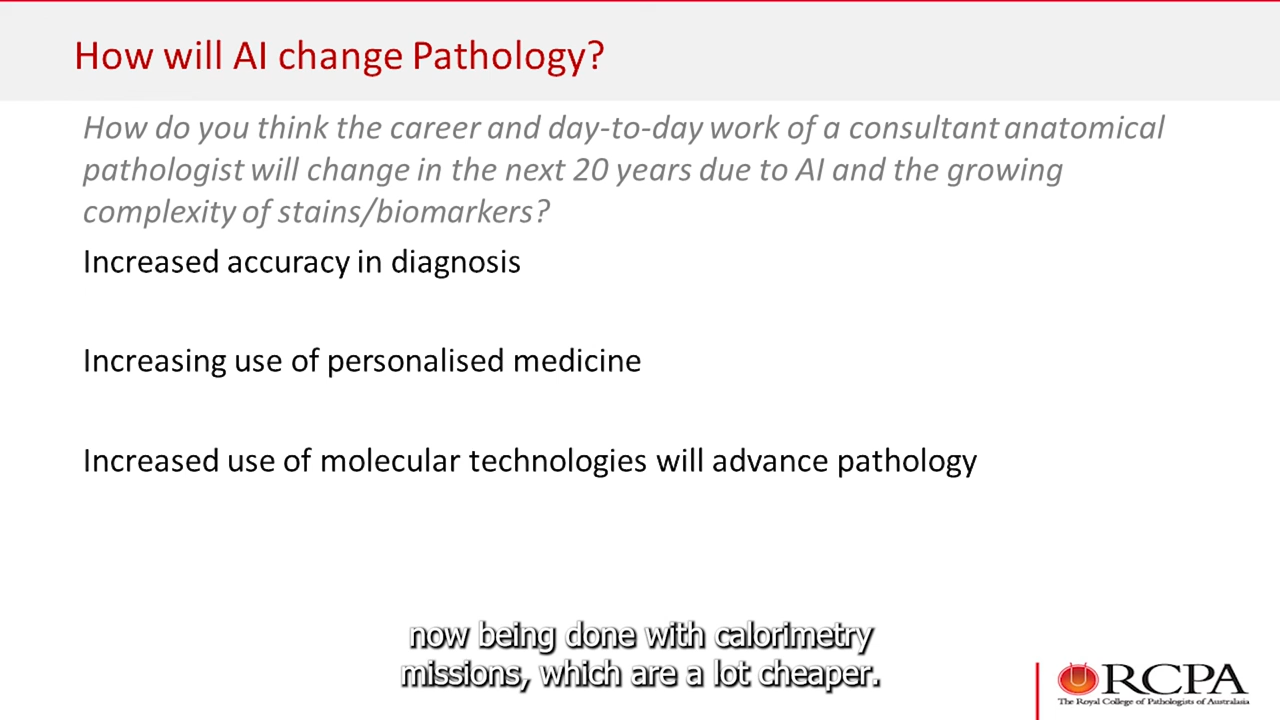 How will AI change Pathology?
How do you think the career and day-to-day work of a consultant anatomical
pathologist will change in the next 20 years due to AI and the growing
complexity of stains/biomarkers?
Increased accuracy in diagnosis
Increasing use of personalised medicine
Increased use of molecular technologies will advance pathology
now being done with calorimetry
missions, which are a lot cheaper.
RCPA
The Royal College of Pathologists of Australasia